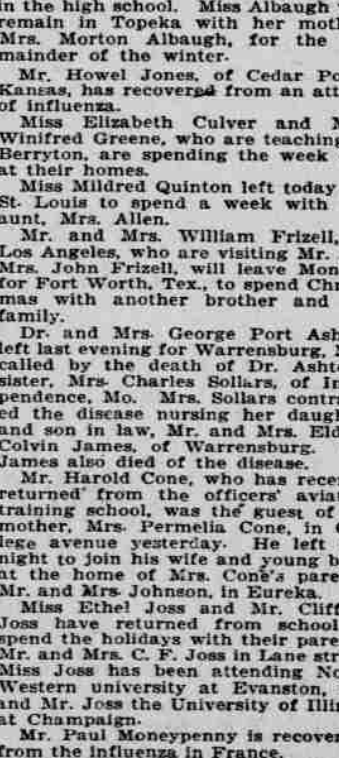 in the high school. Miss Albaugh
remain in Topeka with her moth
Mrs. Morton Albaugh, for the
mainder of the winter.
Mr. Howel Jones, of Cedar Po
Kansas, has recovered from an att
of influenza.
Miss Elizabeth Culver and M
Winifred Greene, who are teaching
Berryton, are spending the week
at their homes.
Miss Mildred Quinton left today
St. Louis to spend a week with
aunt, Mrs. Allen.
Mr. and Mrs. William Frizell,
Los Angeles, who are visiting Mr.
Mrs. John Frizell, will leave Mon
for Fort Worth, Tex., to spend Chr
mas with another brother and
family.
Dr. and Mrs. George Port Ash
left last evening for Warrensburg, M
called by the death of Dr. Ashto
sister, Mrs. Charles Sollars, of In
pendence, Mo. Mrs. Sollars contr
ed the disease nursing her daugh
and son in law, Mr. and Mrs. Eld
Colvin James, of Warrensburg.
James also died of the disease.
Mr. Harold Cone, who has rece
returned from the officers' aviat
training school, was the guest of
mother, Mrs. Permelia Cone, in C
lege avenue yesterday. He left
night to join his wife and young b
at the home of Mrs. Cone's pare
Mr. and Mrs. Johnson, in Eureka.
Miss Ethel Joss and Mr. Cliff
Joss have returned from school
spend the holidays with their pare
Mr. and Mrs. C. F. Joss in Lane str
Miss Joss has been attending No
Western university at Evanston,
and Mr. Joss the University of Illi
at Champaign.
Mr. Paul Moneypenny is recover
from the influenza in France.